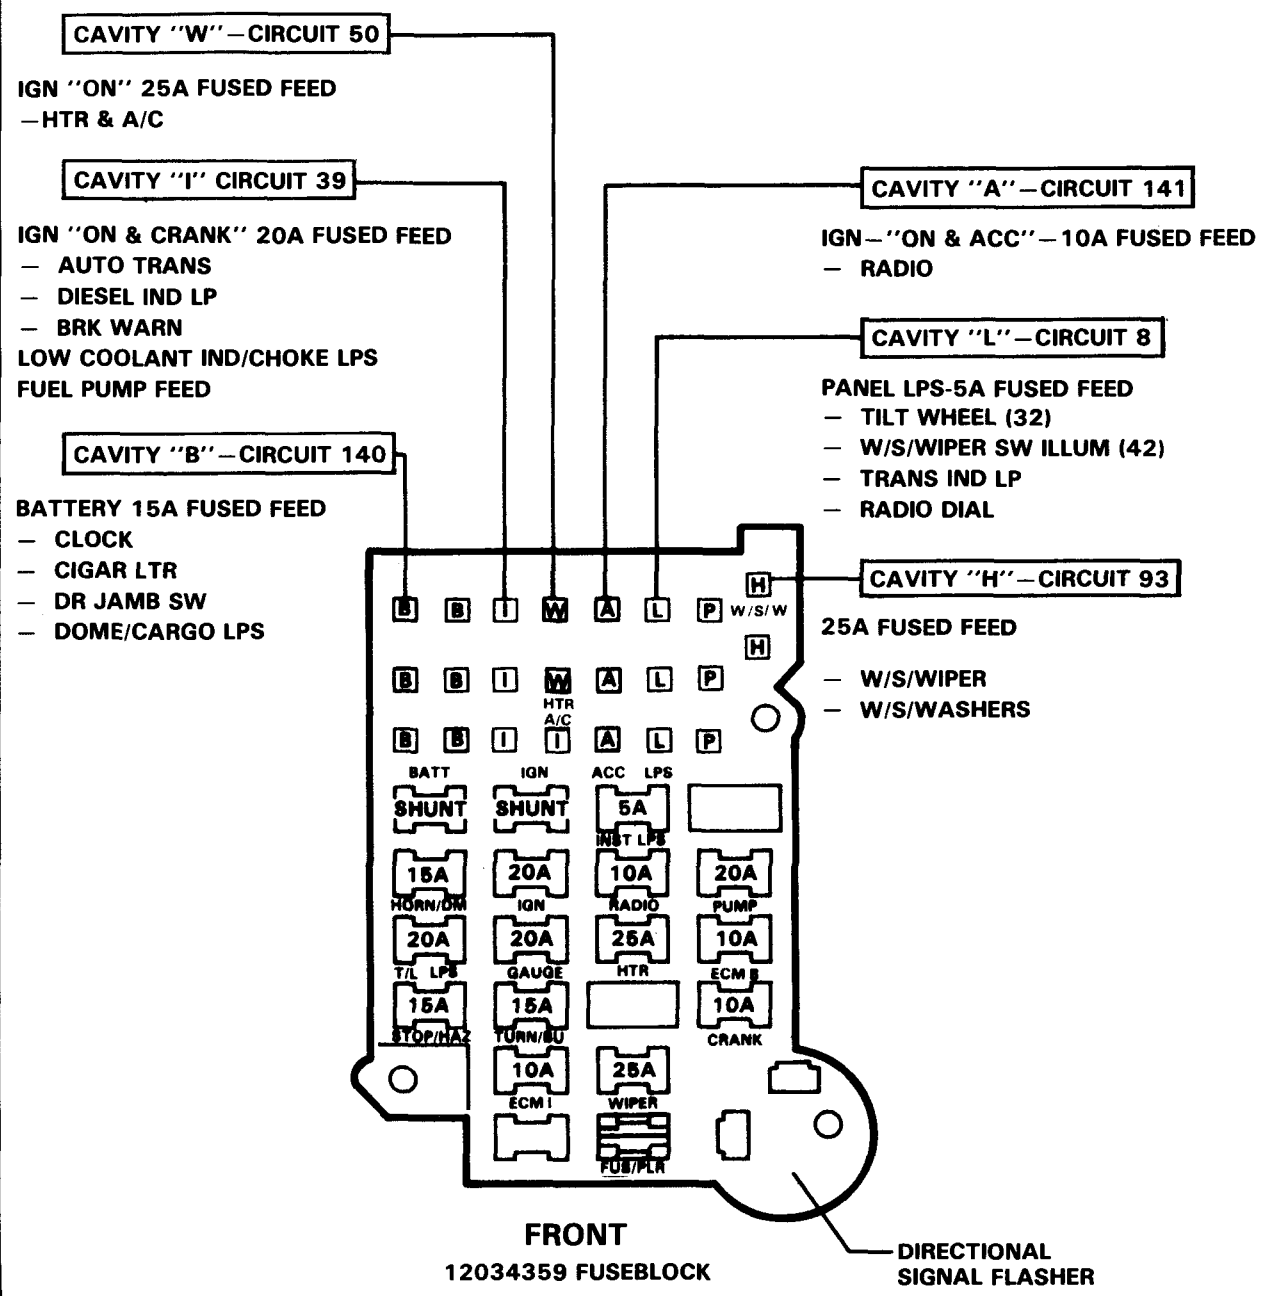 CAVITY "W"—CIRCUIT 50
IGN "ON" 25A FUSED FEED
—HTR & A/C
CAVITY "I" CIRCUIT 39
IGN "ON & CRANK" 20A FUSED FEED
— AUTO TRANS
— DIESEL IND LP
— BRK WARN
LOW COOLANT IND/CHOKE LPS
FUEL PUMP FEED
CAVITY "B"—CIRCUIT 140
BATTERY 15A FUSED FEED
— CLOCK
— CIGAR LTR
— DR JAMB SW
— DOME/CARGO LPS
CAVITY "A"—CIRCUIT 141
IGN—"ON & ACC"—10A FUSED FEED
— RADIO
CAVITY "L"—CIRCUIT 8
PANEL LPS-5A FUSED FEED
— TILT WHEEL (32)
— W/S/WIPER SW ILLUM (42)
— TRANS IND LP
— RADIO DIAL
CAVITY "H"—CIRCUIT 93
25A FUSED FEED
— W/S/WIPER
— W/S/WASHERS
H
B B I W A L P W/S/W
H
B B I W A L P
HTR
A/C
B B I I A L P
BATT IGN ACC LPS
SHUNT SHUNT 5A
INST LPS
15A 20A 10A 20A
HORN/DM IGN RADIO PUMP
20A 20A 25A 10A
T/L LPS GAUGE HTR ECM B
15A 15A 10A
STOP/HAZ TURN/BU CRANK
10A 25A
ECM I WIPER
FUS/PLR
FRONT
12034359 FUSEBLOCK
DIRECTIONAL
SIGNAL FLASHER